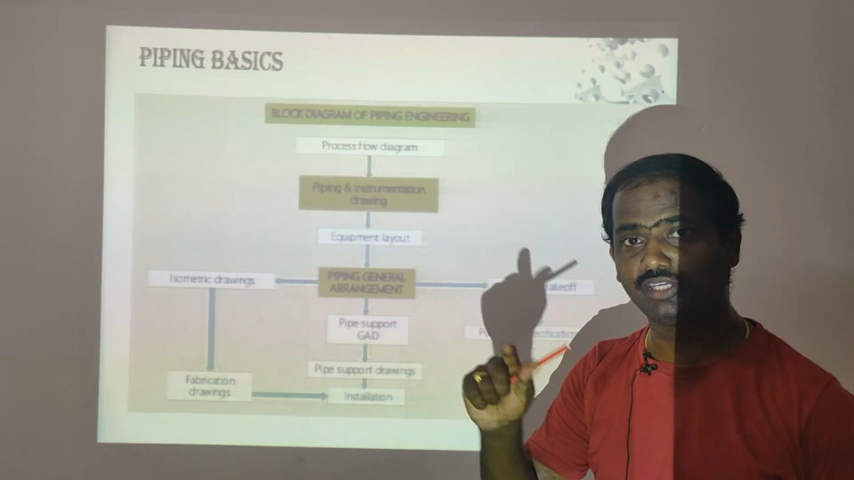 PIPING BASICS
BLOCK DIAGRAM OF PIPING ENGINEERING
Process flow diagram
Piping & instrumentation
drawing
Equipment layout
Isometric drawings
PIPING GENERAL
ARRANGEMENT
takeoff
Pipe support
GAD
Pipe support drawings
Fabrication
drawings
Installation